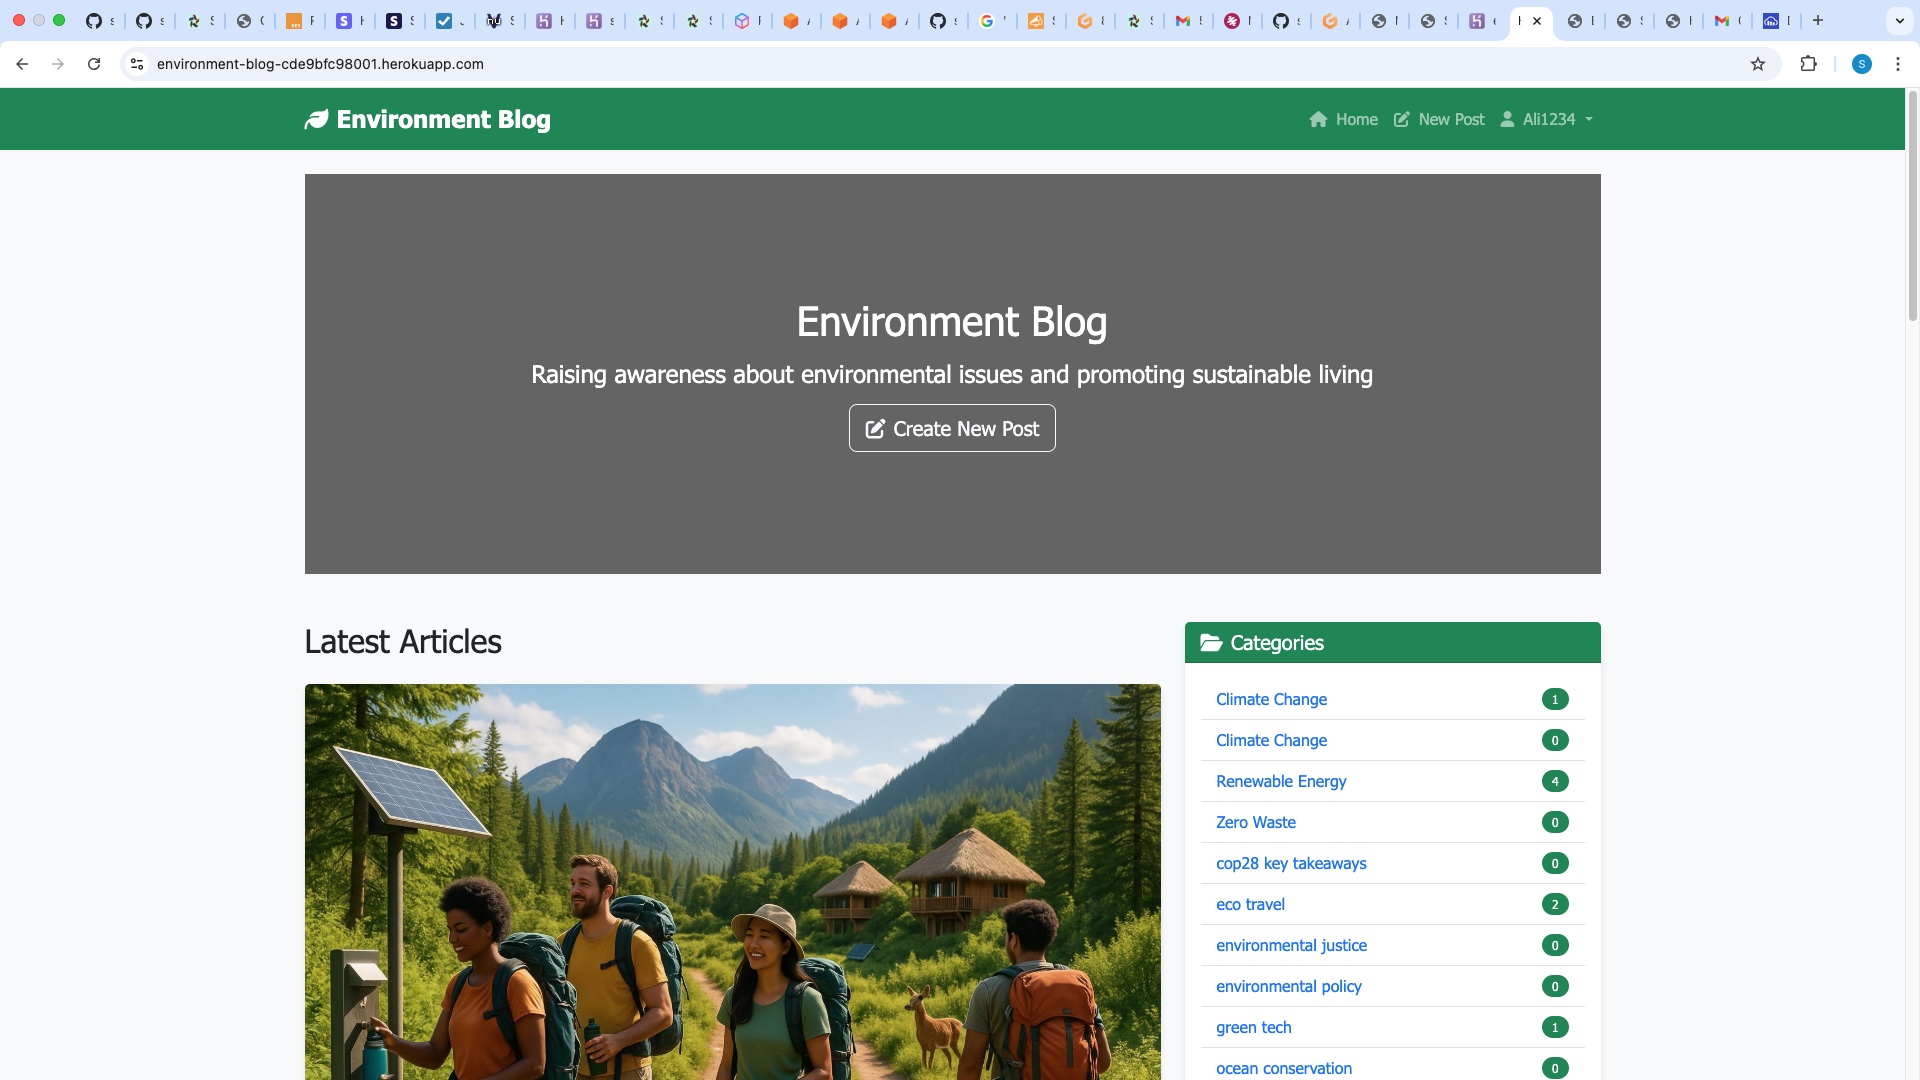 environment-blog-cde9bfc98001.herokuapp.com
S
Environment Blog
Home
New Post
Ali1234
Environment Blog
Raising awareness about environmental issues and promoting sustainable living
Create New Post
Latest Articles
Categories
Climate Change 1
Climate Change 0
Renewable Energy 4
Zero Waste 0
cop28 key takeaways 0
eco travel 2
environmental justice 0
environmental policy 0
green tech 1
ocean conservation 0